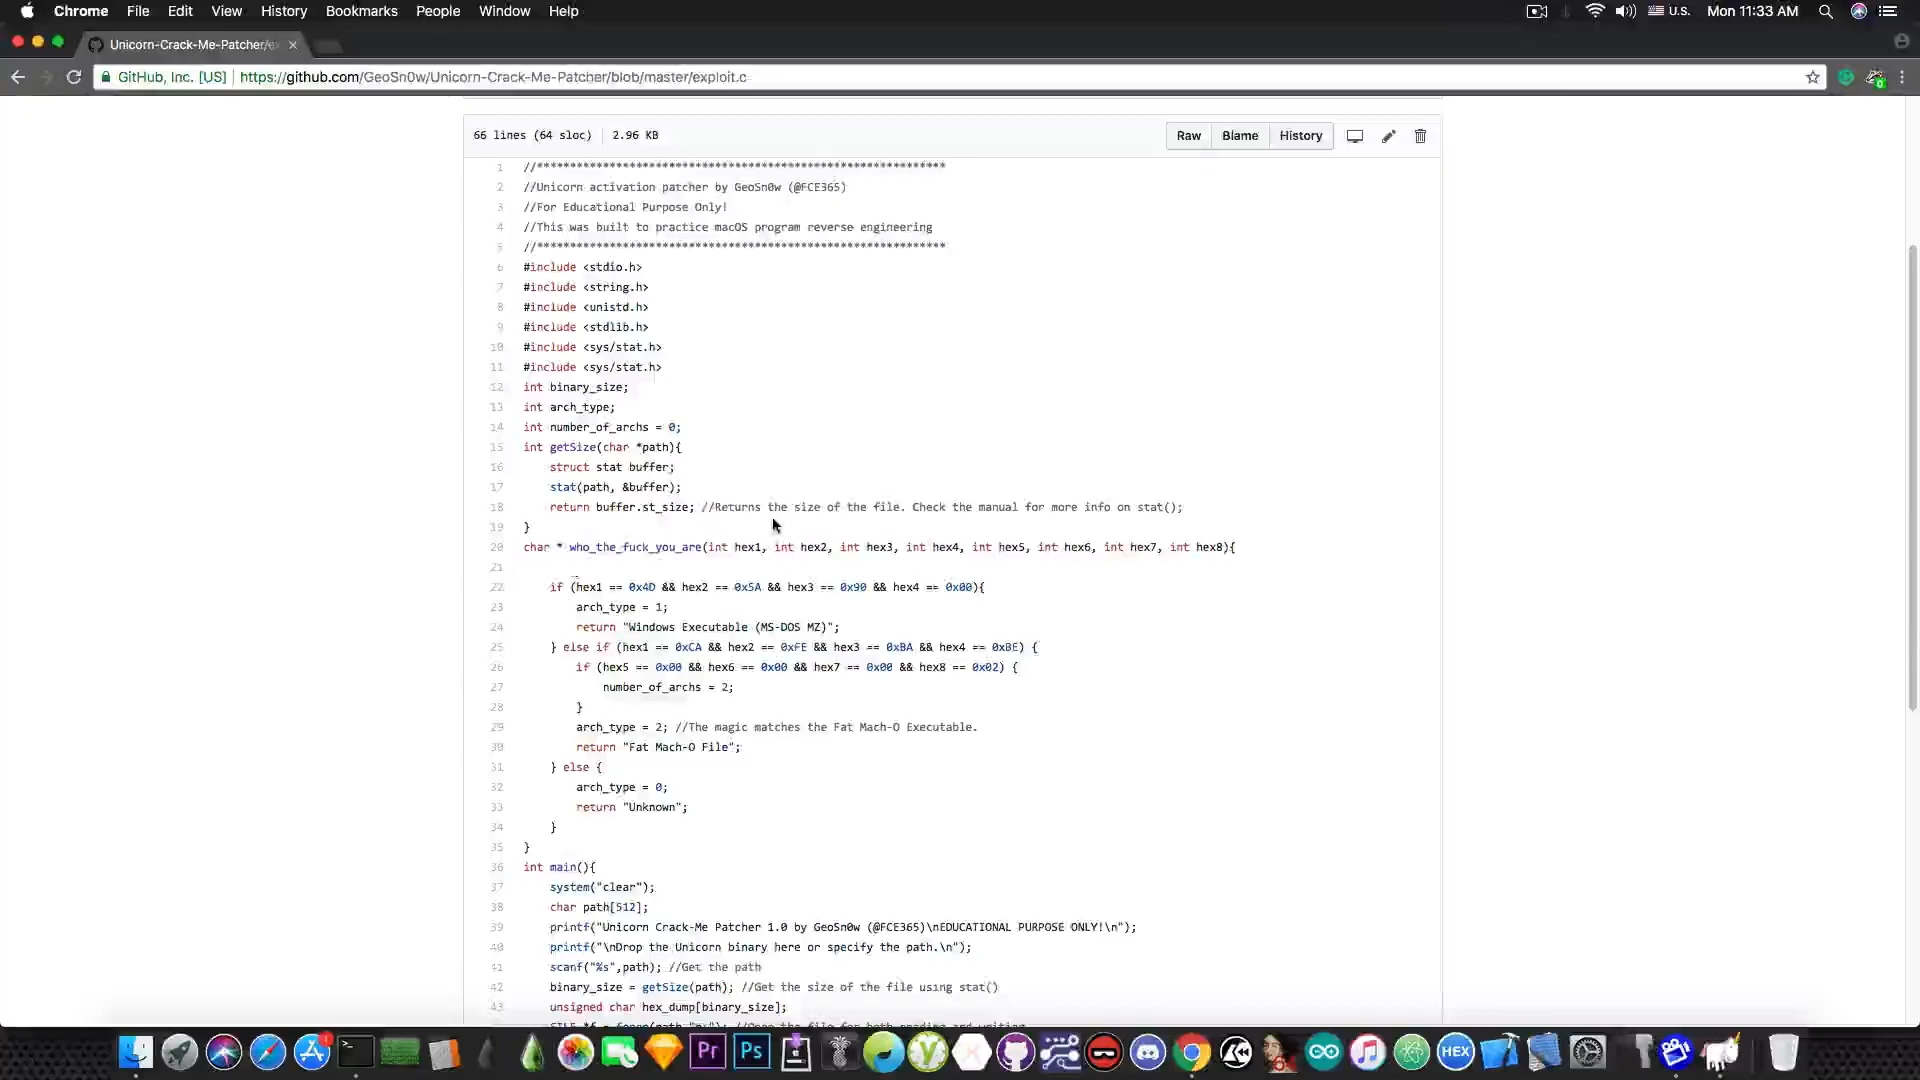 Chrome File Edit View History Bookmarks People Window Help U.S. Mon 11:33 AM
Unicorn-Crack-Me-Patcher/e
GitHub, Inc. [US] https://github.com/GeoSn0w/Unicorn-Crack-Me-Patcher/blob/master/exploit.c
66 lines (64 sloc) 2.96 KB Raw Blame History
1 //**************************************************************
2 //Unicorn activation patcher by GeoSn0w (@FCE365)
3 //For Educational Purpose Only!
4 //This was built to practice macOS program reverse engineering
5 //**************************************************************
6 #include <stdio.h>
7 #include <string.h>
8 #include <unistd.h>
9 #include <stdlib.h>
10 #include <sys/stat.h>
11 #include <sys/stat.h>
12 int binary_size;
13 int arch_type;
14 int number_of_archs = 0;
15 int getSize(char *path){
16 struct stat buffer;
17 stat(path, &buffer);
18 return buffer.st_size; //Returns the size of the file. Check the manual for more info on stat();
19 }
20 char * who_the_fuck_you_are(int hex1, int hex2, int hex3, int hex4, int hex5, int hex6, int hex7, int hex8){
21
22 if (hex1 == 0x4D && hex2 == 0x5A && hex3 == 0x90 && hex4 == 0x00){
23 arch_type = 1;
24 return "Windows Executable (MS-DOS MZ)";
25 } else if (hex1 == 0xCA && hex2 == 0xFE && hex3 == 0xBA && hex4 == 0xBE) {
26 if (hex5 == 0x00 && hex6 == 0x00 && hex7 == 0x00 && hex8 == 0x02) {
27 number_of_archs = 2;
28 }
29 arch_type = 2; //The magic matches the Fat Mach-O Executable.
30 return "Fat Mach-O File";
31 } else {
32 arch_type = 0;
33 return "Unknown";
34 }
35 }
36 int main(){
37 system("clear");
38 char path[512];
39 printf("Unicorn Crack-Me Patcher 1.0 by GeoSn0w (@FCE365)\nEDUCATIONAL PURPOSE ONLY!\n");
40 printf("\nDrop the Unicorn binary here or specify the path.\n");
41 scanf("%s",path); //Get the path
42 binary_size = getSize(path); //Get the size of the file using stat()
43 unsigned char hex_dump[binary_size];
Pr Ps HEX